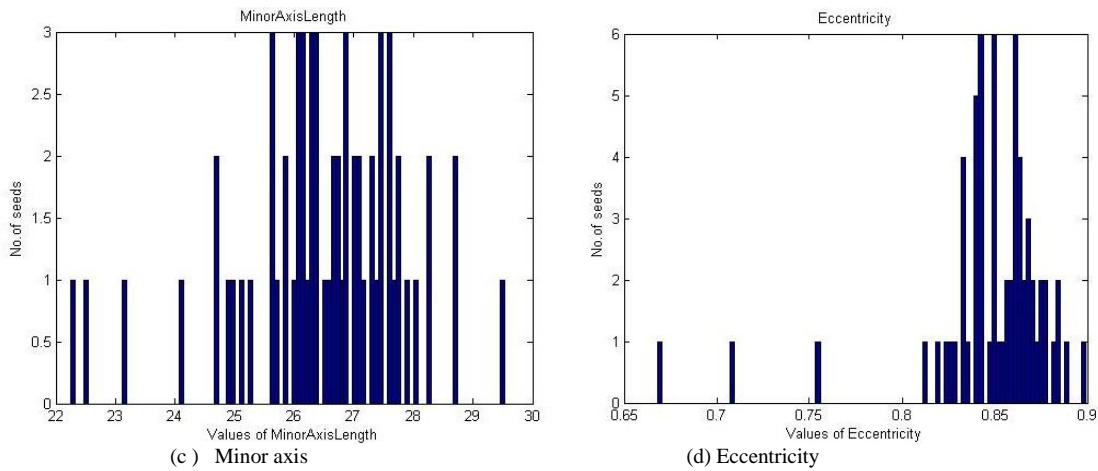 MinorAxisLength
3
2.5
2
1.5
1
0.5
0
No.of seeds
22 23 24 25 26 27 28 29 30
Values of MinorAxisLength
(c ) Minor axis
Eccentricity
6
5
4
3
2
1
0
No.of seeds
0.65 0.7 0.75 0.8 0.85 0.9
Values of Eccentricity
(d) Eccentricity